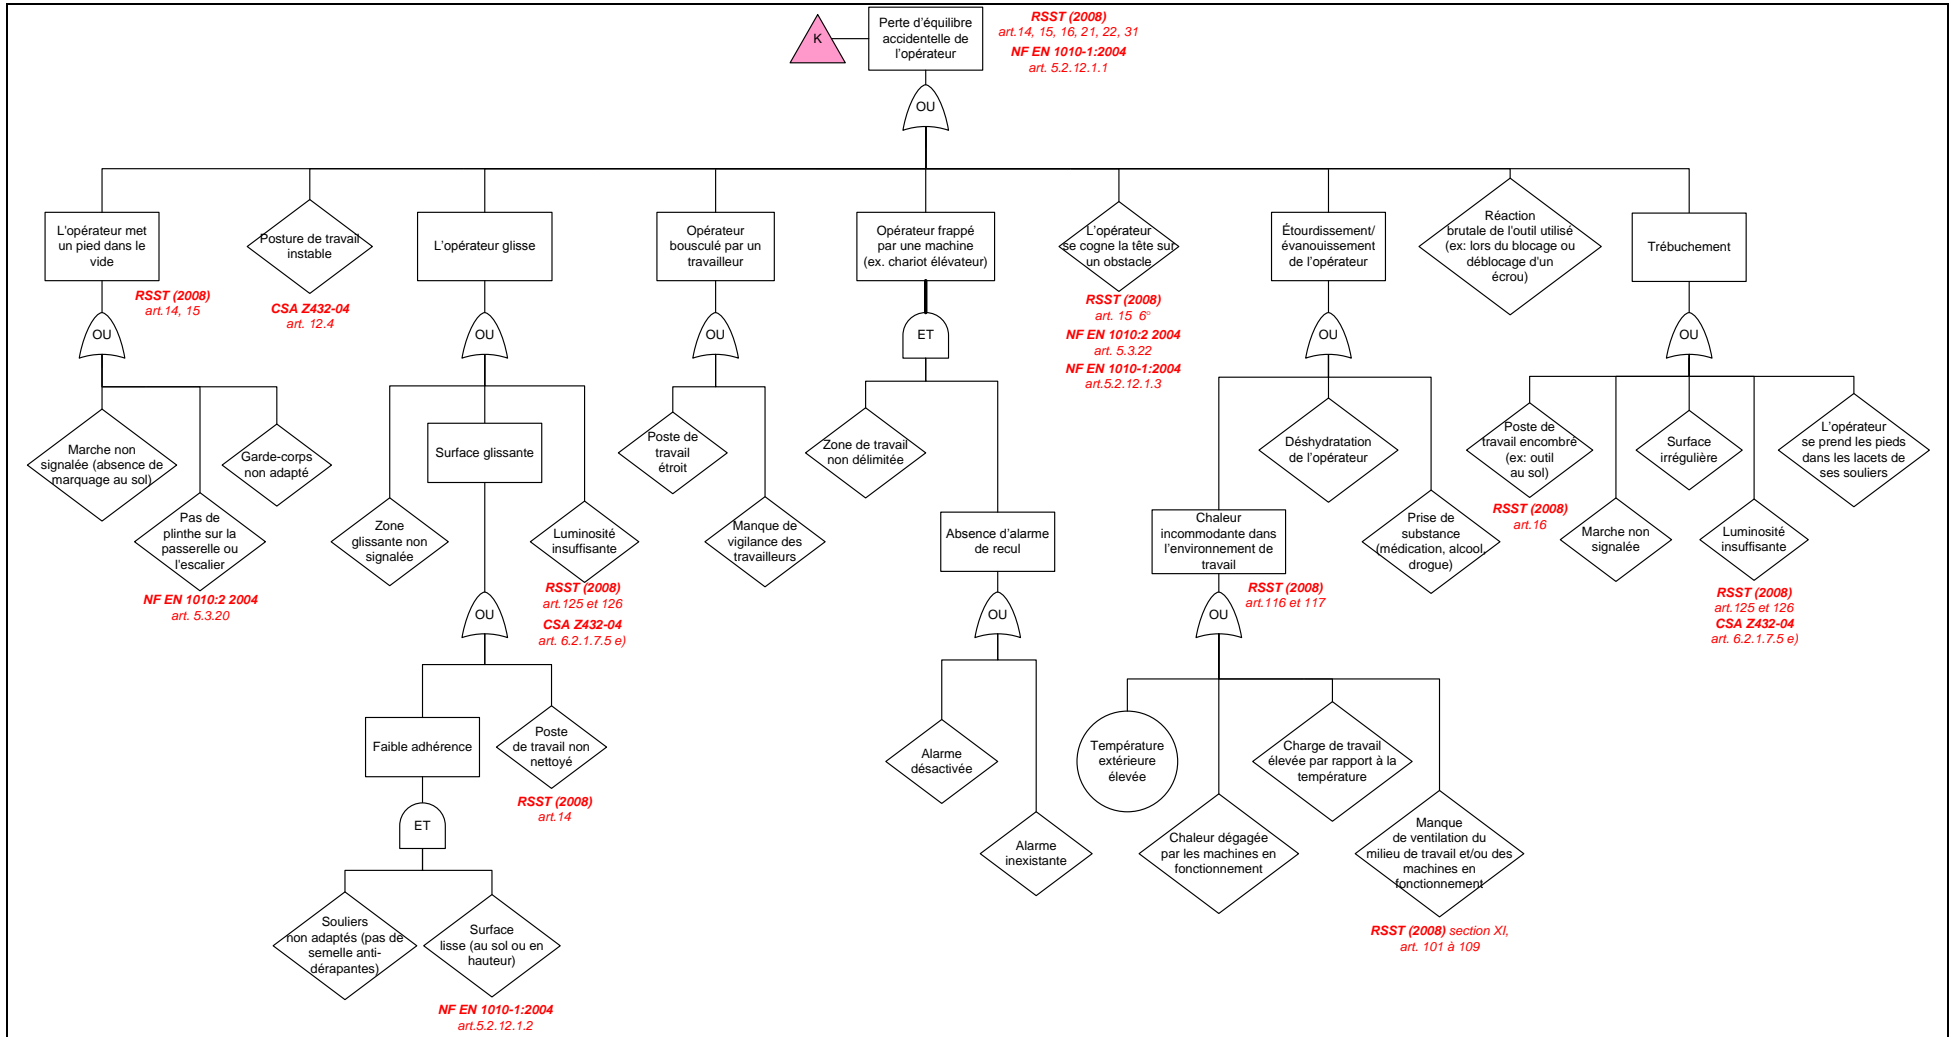 K
Perte d'équilibre
accidentelle de
l'opérateur
RSST (2008)
art.14, 15, 16, 21, 22, 31
NF EN 1010-1:2004
art. 5.2.12.1.1
OU
L'opérateur met
un pied dans le
vide
RSST (2008)
art.14, 15
Posture de travail
instable
CSA Z432-04
art. 12.4
L'opérateur glisse
Opérateur
bousculé par un
travailleur
Opérateur frappé
par une machine
(ex. chariot élévateur)
L'opérateur
se cogne la tête sur
un obstacle
RSST (2008)
art. 15 6°
NF EN 1010:2 2004
art. 5.3.22
NF EN 1010-1:2004
art.5.2.12.1.3
Étourdissement/
évanouissement
de l'opérateur
Réaction
brutale de l'outil utilisé
(ex: lors du blocage ou
déblocage d'un
écrou)
Trébuchement
OU
OU
OU
ET
OU
OU
Marche non
signalée (absence de
marquage au sol)
Pas de
plinthe sur la
passerelle ou
l'escalier
NF EN 1010:2 2004
art. 5.3.20
Garde-corps
non adapté
Zone
glissante non
signalée
Surface glissante
Luminosité
insuffisante
RSST (2008)
art.125 et 126
CSA Z432-04
art. 6.2.1.7.5 e)
Poste de
travail
étroit
Manque de
vigilance des
travailleurs
Zone de travail
non délimitée
Absence d'alarme
de recul
Chaleur
incommodante dans
l'environnement de
travail
RSST (2008)
art.116 et 117
Déshydratation
de l'opérateur
Prise de
substance
(médication, alcool,
drogue)
Poste de
travail encombré
(ex: outil
au sol)
RSST (2008)
art.16
Marche non
signalée
Surface
irrégulière
Luminosité
insuffisante
RSST (2008)
art.125 et 126
CSA Z432-04
art. 6.2.1.7.5 e)
L'opérateur
se prend les pieds
dans les lacets de
ses souliers
OU
OU
OU
Faible adhérence
Poste
de travail non
nettoyé
RSST (2008)
art.14
Alarme
désactivée
Alarme
inexistante
Température
extérieure
élevée
Chaleur dégagée
par les machines en
fonctionnement
Charge de travail
élevée par rapport à la
température
Manque
de ventilation du
milieu de travail et/ou des
machines en
fonctionnement
RSST (2008) section XI,
art. 101 à 109
ET
Souliers
non adaptés (pas de
semelle anti-
dérapantes)
Surface
lisse (au sol ou en
hauteur)
NF EN 1010-1:2004
art.5.2.12.1.2